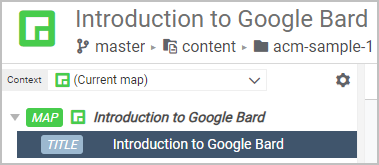 Introduction to Google Bard
master ▸ content ▸ acm-sample-1
Context (Current map)
MAP Introduction to Google Bard
TITLE Introduction to Google Bard